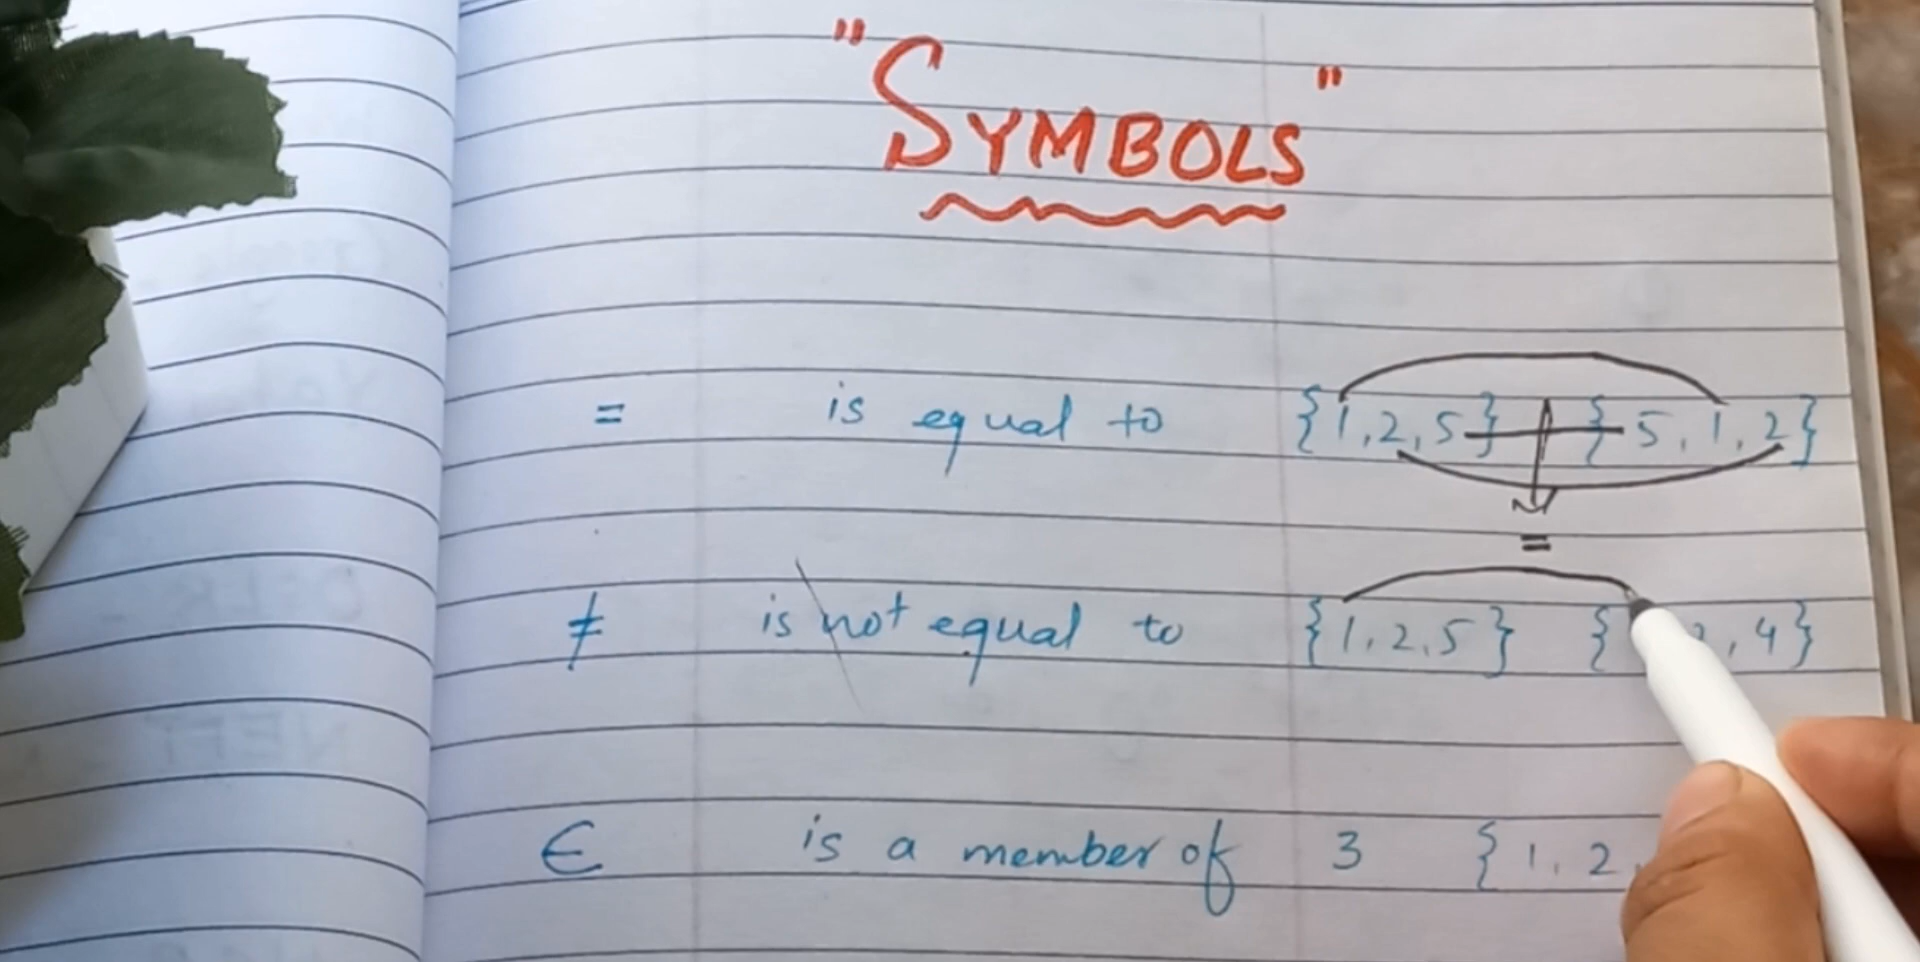 "SYMBOLS"
= is equal to {1,2,5} {5,1,2}
=
≠ is not equal to {1,2,5} { , 4}
∈ is a member of 3 {1, 2